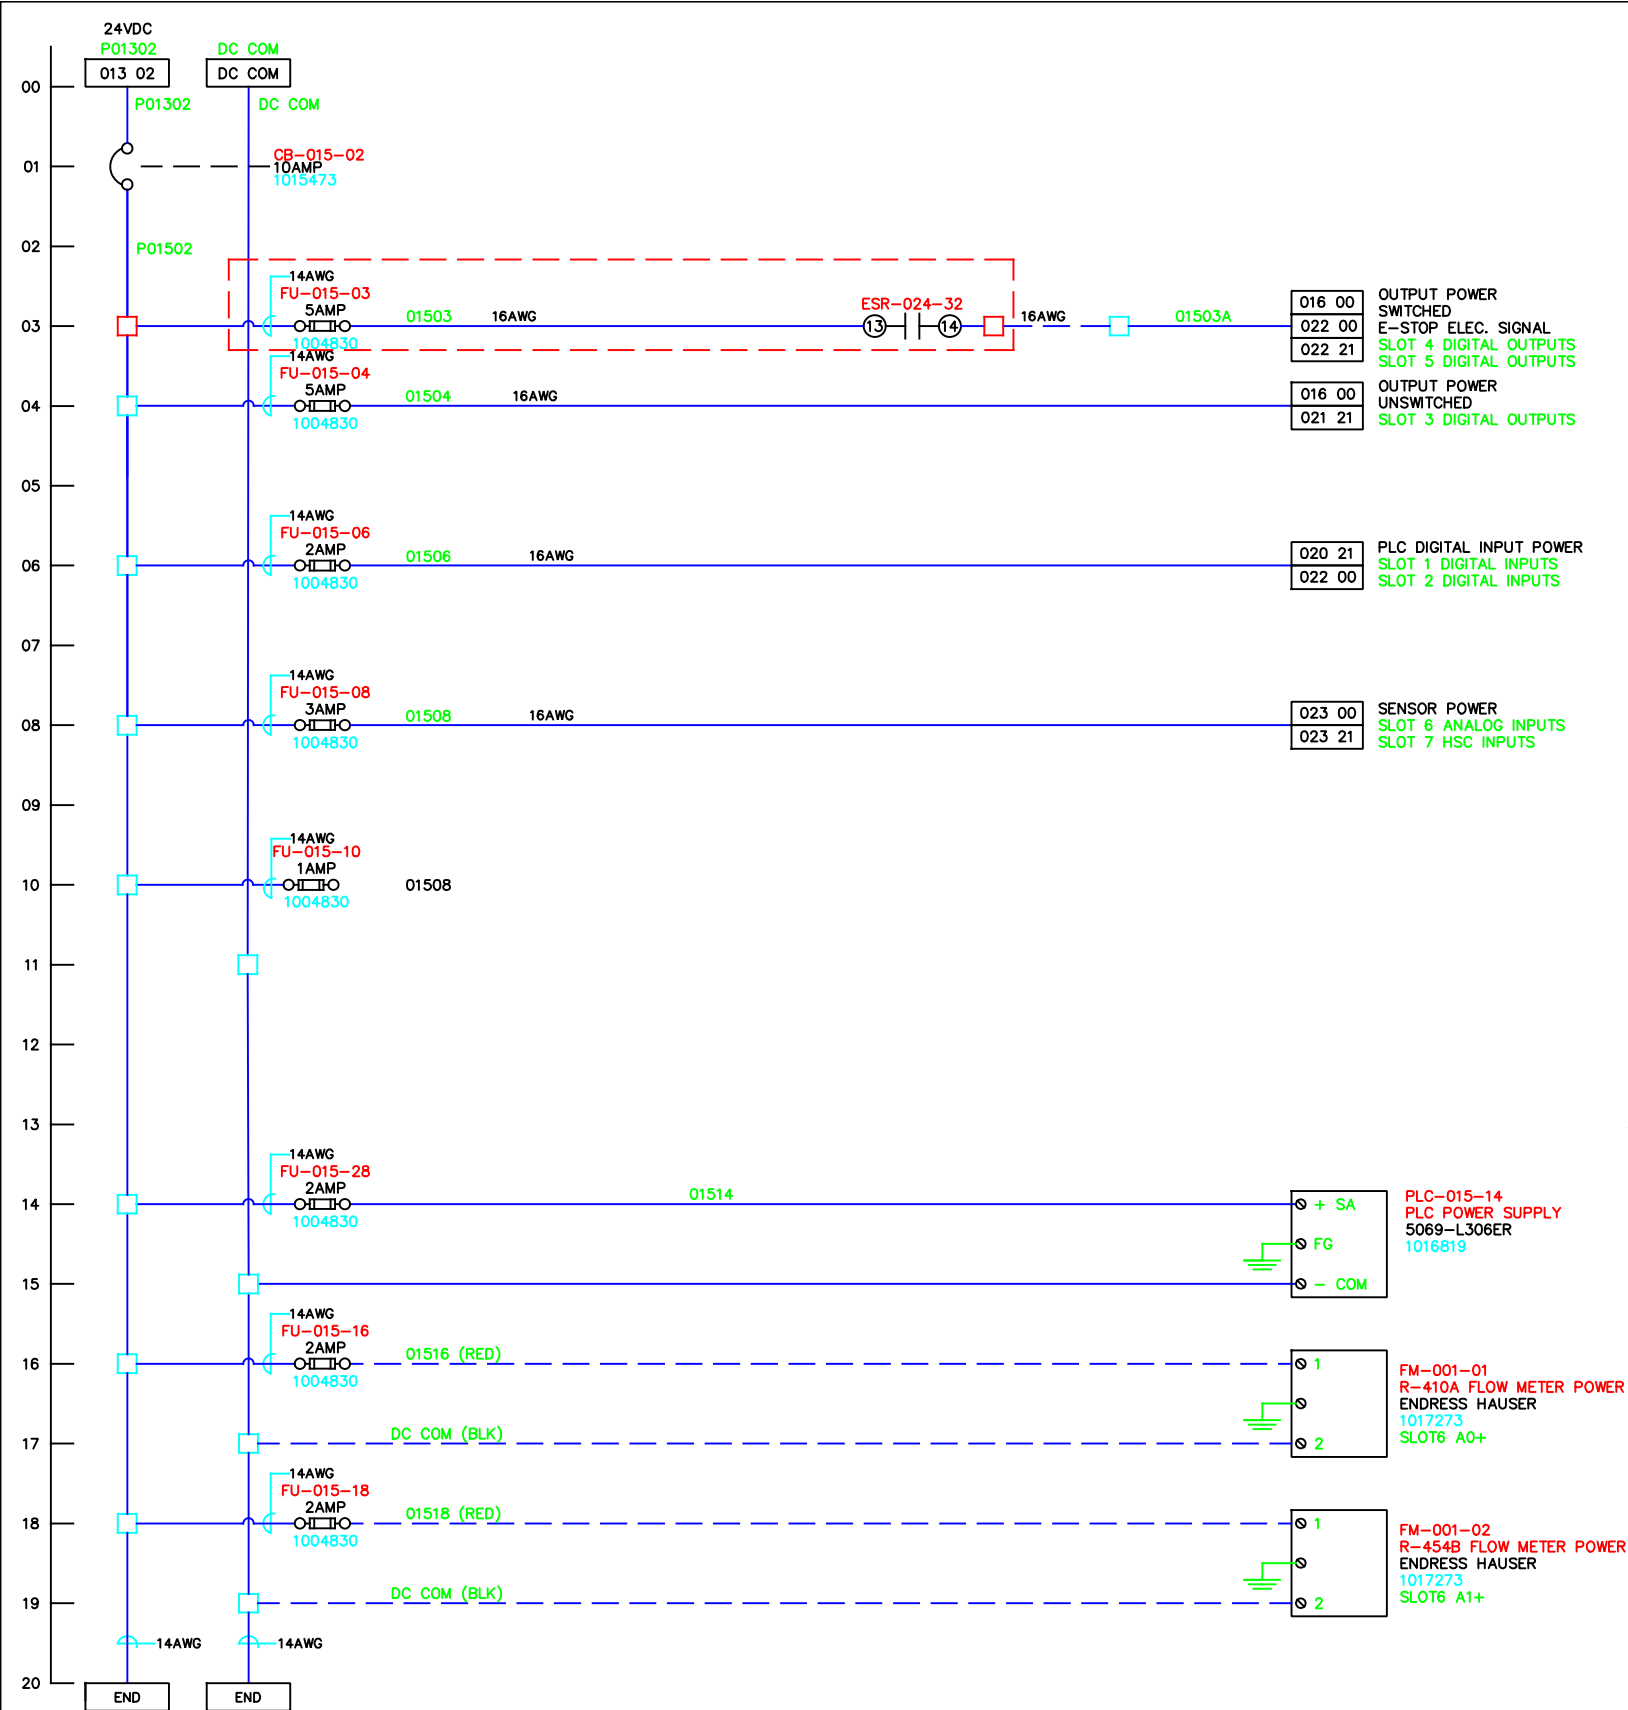 24VDC
P01302
DC COM
013 02
DC COM
00
P01302
DC COM
01
CB-015-02
10AMP
1015473
02
P01502
14AWG
FU-015-03
5AMP
03
01503
16AWG
ESR-024-32
13
14
16AWG
01503A
1004830
016 00
022 00
022 21
OUTPUT POWER
SWITCHED
E-STOP ELEC. SIGNAL
SLOT 4 DIGITAL OUTPUTS
SLOT 5 DIGITAL OUTPUTS
14AWG
FU-015-04
5AMP
04
01504
16AWG
1004830
016 00
021 21
OUTPUT POWER
UNSWITCHED
SLOT 3 DIGITAL OUTPUTS
05
14AWG
FU-015-06
2AMP
06
01506
16AWG
1004830
020 21
022 00
PLC DIGITAL INPUT POWER
SLOT 1 DIGITAL INPUTS
SLOT 2 DIGITAL INPUTS
07
14AWG
FU-015-08
3AMP
08
01508
16AWG
1004830
023 00
023 21
SENSOR POWER
SLOT 6 ANALOG INPUTS
SLOT 7 HSC INPUTS
09
14AWG
FU-015-10
1AMP
10
01508
1004830
11
12
13
14AWG
FU-015-28
2AMP
14
01514
1004830
+ SA
FG
- COM
PLC-015-14
PLC POWER SUPPLY
5069-L306ER
1016819
15
14AWG
FU-015-16
2AMP
16
01516 (RED)
1004830
1
2
FM-001-01
R-410A FLOW METER POWER
ENDRESS HAUSER
1017273
SLOT6 A0+
17
DC COM (BLK)
14AWG
FU-015-18
2AMP
18
01518 (RED)
1004830
1
2
FM-001-02
R-454B FLOW METER POWER
ENDRESS HAUSER
1017273
SLOT6 A1+
19
DC COM (BLK)
14AWG
14AWG
20
END
END